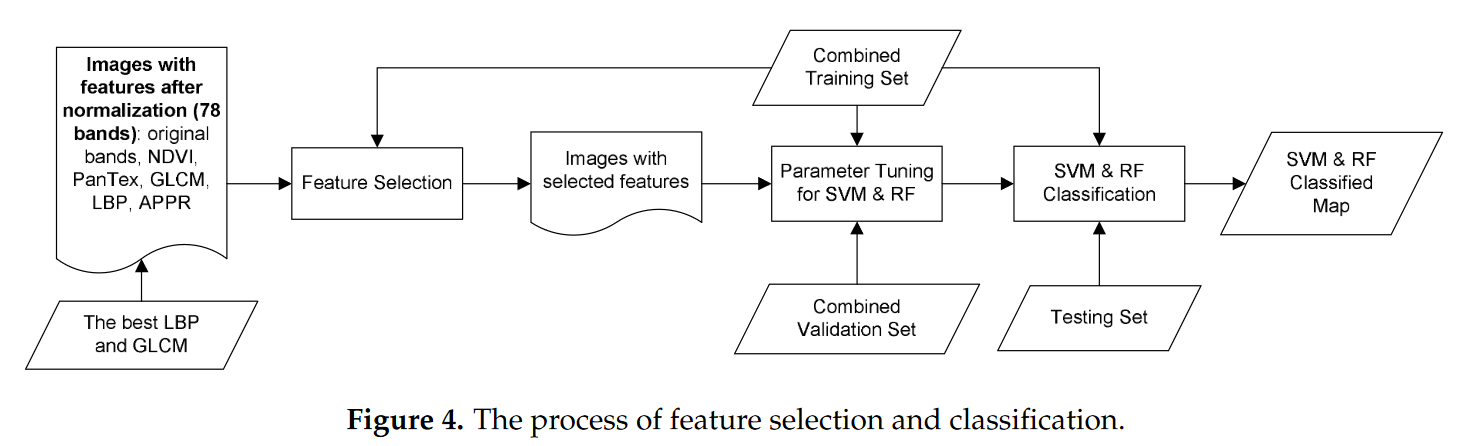 Images with
features after
normalization (78
bands): original
bands, NDVI,
PanTex, GLCM,
LBP, APPR
The best LBP
and GLCM
Feature Selection
Images with
selected features
Combined
Training Set
Parameter Tuning
for SVM & RF
Combined
Validation Set
SVM & RF
Classification
Testing Set
SVM & RF
Classified
Map
Figure 4. The process of feature selection and classification.